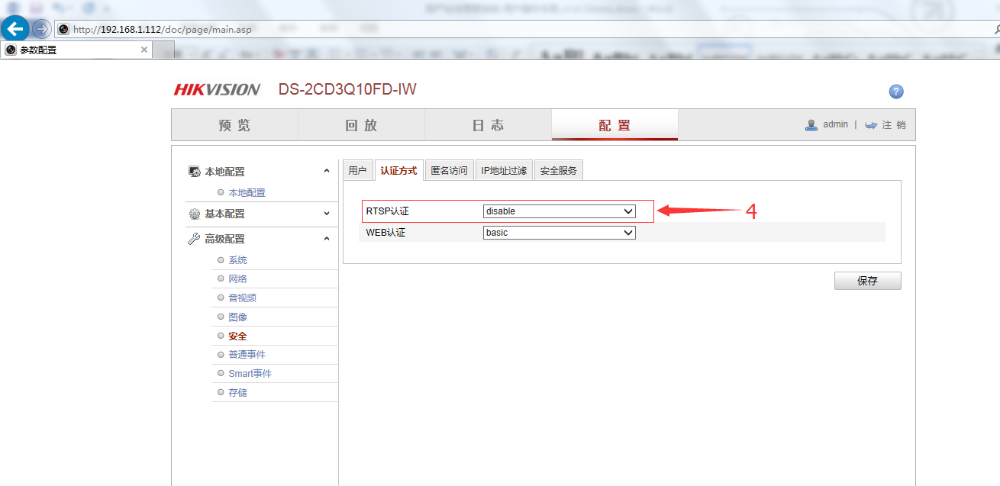 http://192.168.1.112/doc/page/main.asp
参数配置
HIKVISION DS-2CD3Q10FD-IW
预览 回放 日志 配置 admin | 注 销
本地配置
本地配置
基本配置
高级配置
系统
网络
音视频
图像
安全
普通事件
Smart事件
存储
用户 认证方式 匿名访问 IP地址过滤 安全服务
RTSP认证 disable 4
WEB认证 basic
保存